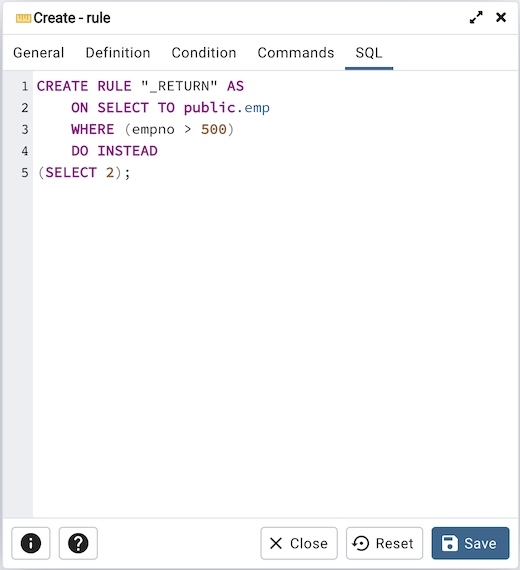 Create - rule
General Definition Condition Commands SQL
1 CREATE RULE "_RETURN" AS
2 ON SELECT TO public.emp
3 WHERE (empno > 500)
4 DO INSTEAD
5 (SELECT 2);
Close Reset Save